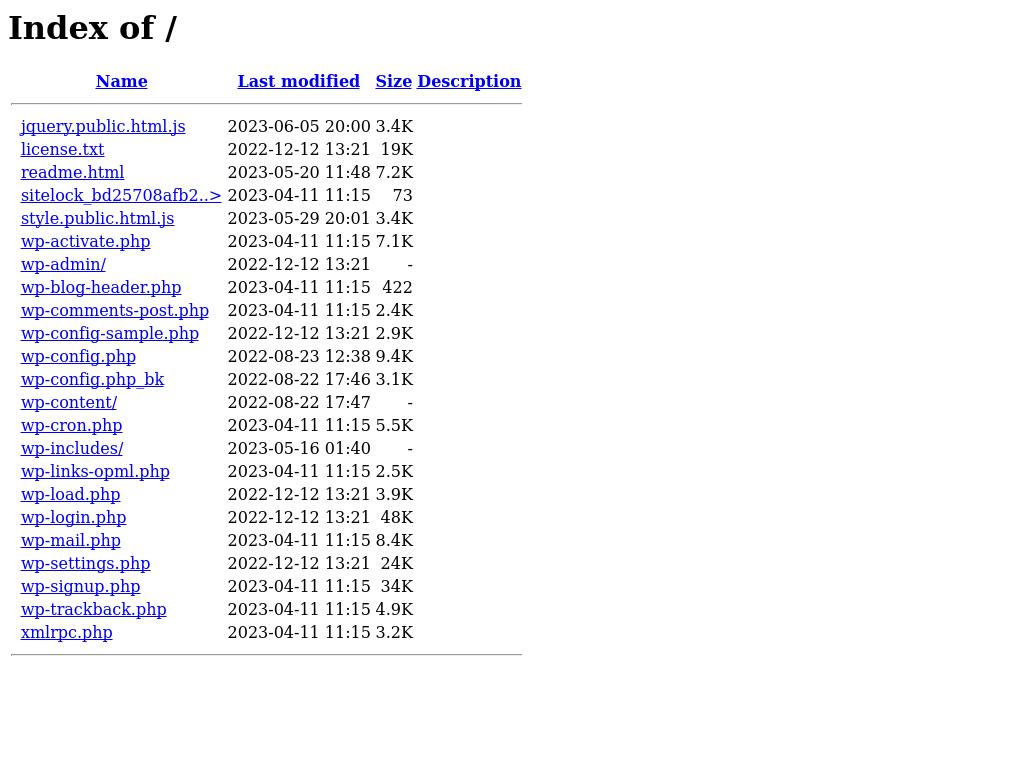 Index of /
Name Last modified Size Description
jquery.public.html.js 2023-06-05 20:00 3.4K
license.txt 2022-12-12 13:21 19K
readme.html 2023-05-20 11:48 7.2K
sitelock_bd25708afb2..> 2023-04-11 11:15 73
style.public.html.js 2023-05-29 20:01 3.4K
wp-activate.php 2023-04-11 11:15 7.1K
wp-admin/ 2022-12-12 13:21 -
wp-blog-header.php 2023-04-11 11:15 422
wp-comments-post.php 2023-04-11 11:15 2.4K
wp-config-sample.php 2022-12-12 13:21 2.9K
wp-config.php 2022-08-23 12:38 9.4K
wp-config.php_bk 2022-08-22 17:46 3.1K
wp-content/ 2022-08-22 17:47 -
wp-cron.php 2023-04-11 11:15 5.5K
wp-includes/ 2023-05-16 01:40 -
wp-links-opml.php 2023-04-11 11:15 2.5K
wp-load.php 2022-12-12 13:21 3.9K
wp-login.php 2022-12-12 13:21 48K
wp-mail.php 2023-04-11 11:15 8.4K
wp-settings.php 2022-12-12 13:21 24K
wp-signup.php 2023-04-11 11:15 34K
wp-trackback.php 2023-04-11 11:15 4.9K
xmlrpc.php 2023-04-11 11:15 3.2K